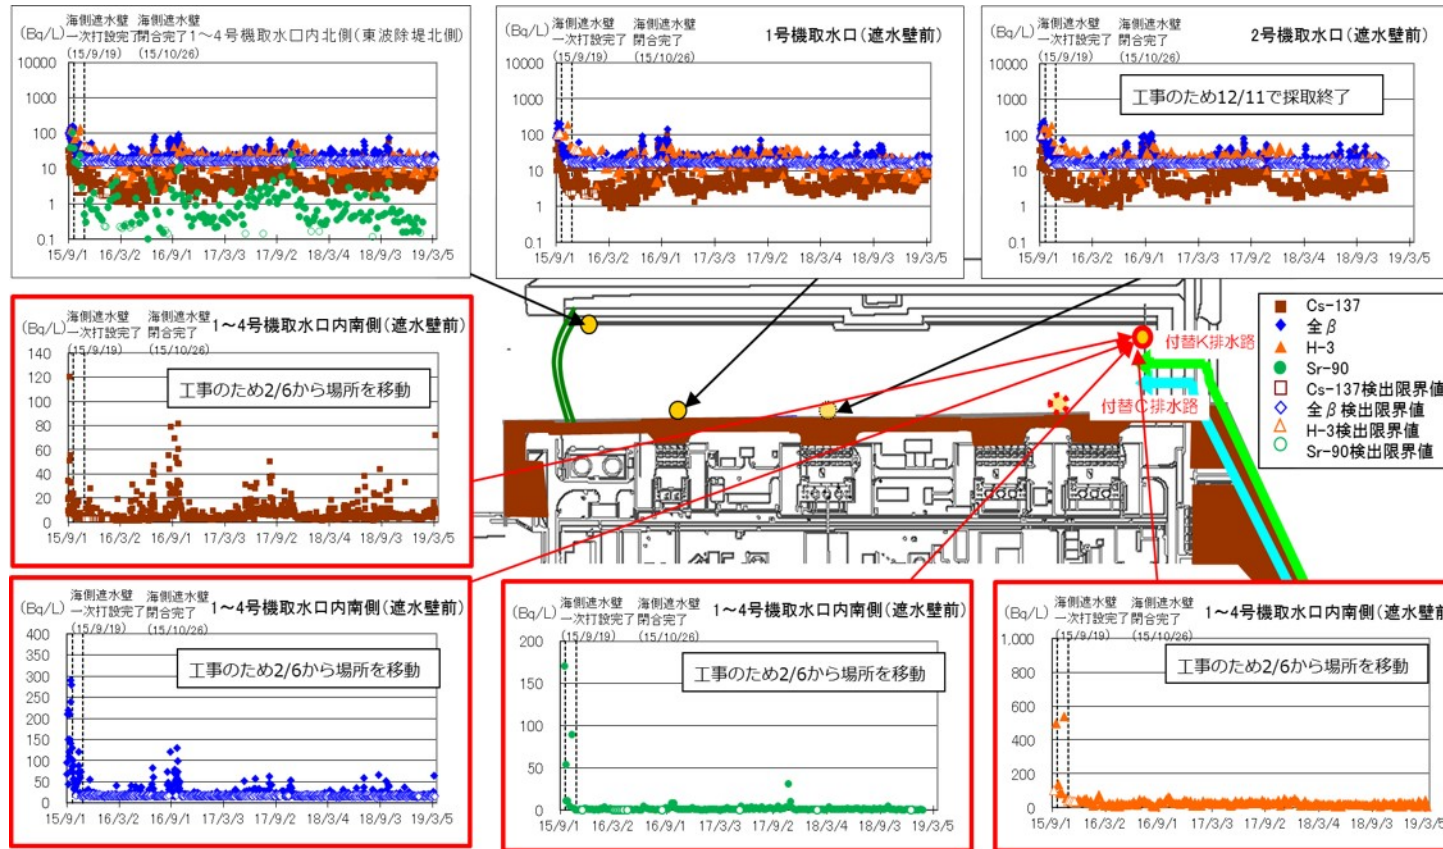 海側遮水壁 海側遮水壁
(Bq/L) 一次打設完了 閉合完了 1～4号機取水口内北側(東波除堤北側)
(15/9/19) (15/10/26)
10000
1000
100
10
1
0.1
15/9/1 16/3/2 16/9/1 17/3/3 17/9/2 18/3/4 18/9/3 19/3/5
海側遮水壁 海側遮水壁
(Bq/L) 一次打設完了 閉合完了 1号機取水口(遮水壁前)
(15/9/19) (15/10/26)
10000
1000
100
10
1
0.1
15/9/1 16/3/2 16/9/1 17/3/3 17/9/2 18/3/4 18/9/3 19/3/5
海側遮水壁 海側遮水壁
(Bq/L) 一次打設完了 閉合完了 2号機取水口(遮水壁前)
(15/9/19) (15/10/26)
工事のため12/11で採取終了
10000
1000
100
10
1
0.1
15/9/1 16/3/2 16/9/1 17/3/3 17/9/2 18/3/4 18/9/3 19/3/5
海側遮水壁 海側遮水壁
(Bq/L) 一次打設完了 閉合完了 1～4号機取水口内南側(遮水壁前)
(15/9/19) (15/10/26)
工事のため2/6から場所を移動
140
120
100
80
60
40
20
0
15/9/1 16/3/2 16/9/1 17/3/3 17/9/2 18/3/4 18/9/3 19/3/5
付替K排水路
付替C排水路
Cs-137
全β
H-3
Sr-90
Cs-137検出限界値
全β検出限界値
H-3検出限界値
Sr-90検出限界値
海側遮水壁 海側遮水壁
(Bq/L) 一次打設完了 閉合完了 1～4号機取水口内南側(遮水壁前)
(15/9/19) (15/10/26)
工事のため2/6から場所を移動
400
350
300
250
200
150
100
50
0
15/9/1 16/3/2 16/9/1 17/3/3 17/9/2 18/3/4 18/9/3 19/3/5
海側遮水壁 海側遮水壁
(Bq/L) 一次打設完了 閉合完了 1～4号機取水口内南側(遮水壁前)
(15/9/19) (15/10/26)
工事のため2/6から場所を移動
200
150
100
50
0
15/9/1 16/3/2 16/9/1 17/3/3 17/9/2 18/3/4 18/9/3 19/3/5
海側遮水壁 海側遮水壁
(Bq/L) 一次打設完了 閉合完了 1～4号機取水口内南側(遮水壁前
(15/9/19) (15/10/26)
工事のため2/6から場所を移動
1,000
800
600
400
200
0
15/9/1 16/3/2 16/9/1 17/3/3 17/9/2 18/3/4 18/9/3 19/3/5